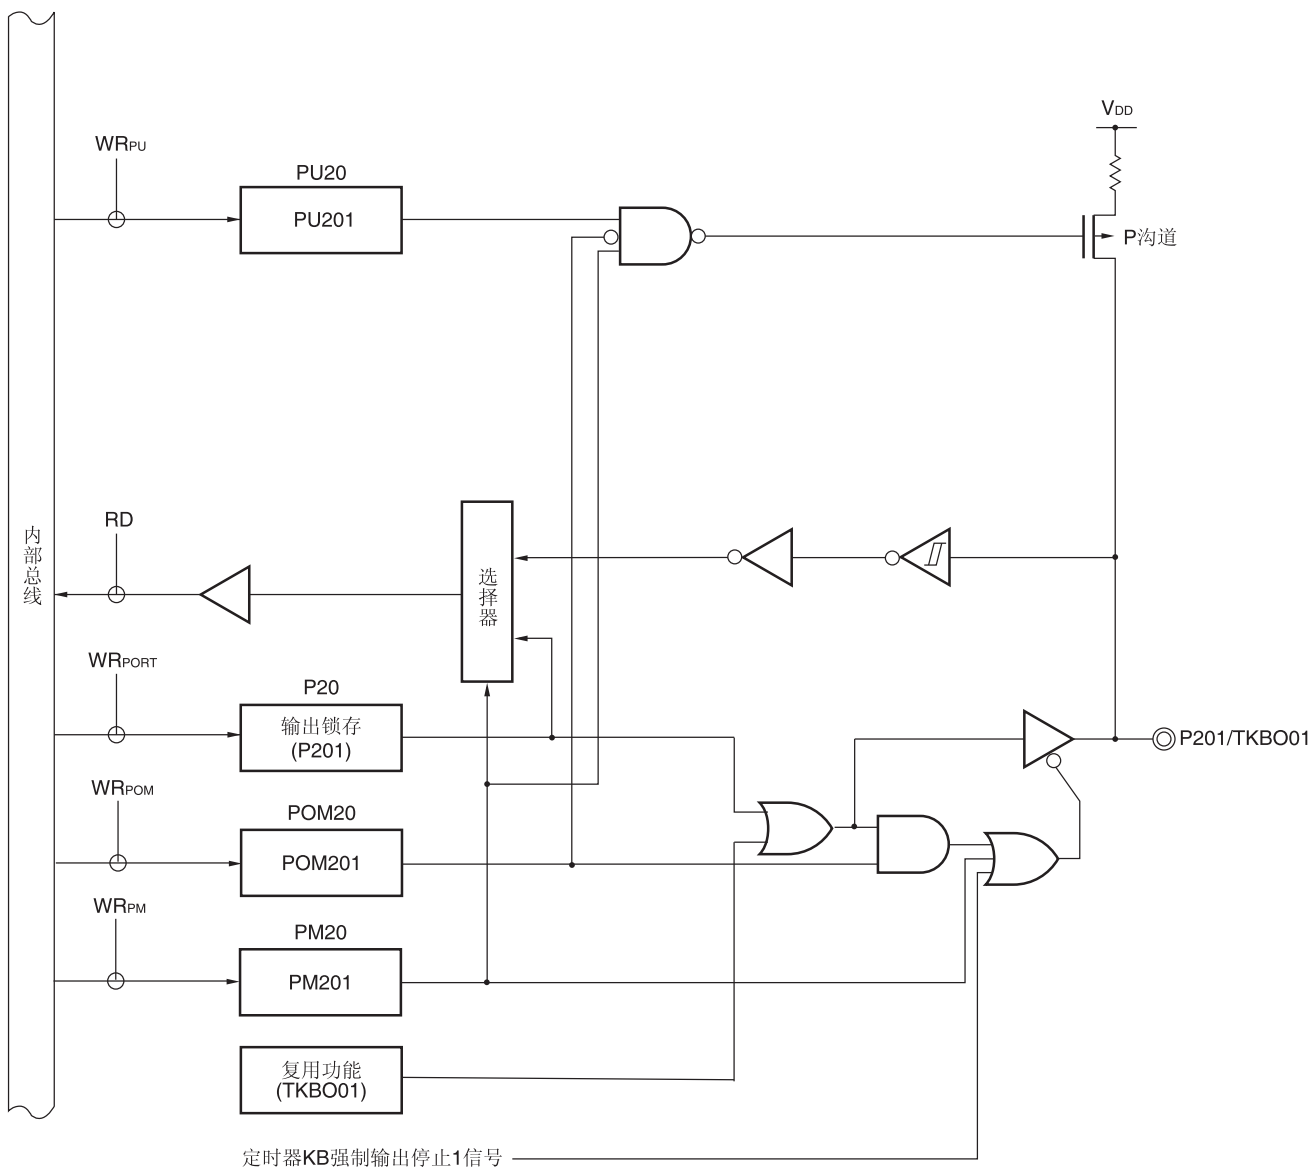 VDD
WRPU
PU20
PU201
P沟道
RD
内部总线
选择器
WRPORT
P20
输出锁存
(P201)
P201/TKBO01
WRPOM
POM20
POM201
WRPM
PM20
PM201
复用功能
(TKBO01)
定时器KB强制输出停止1信号